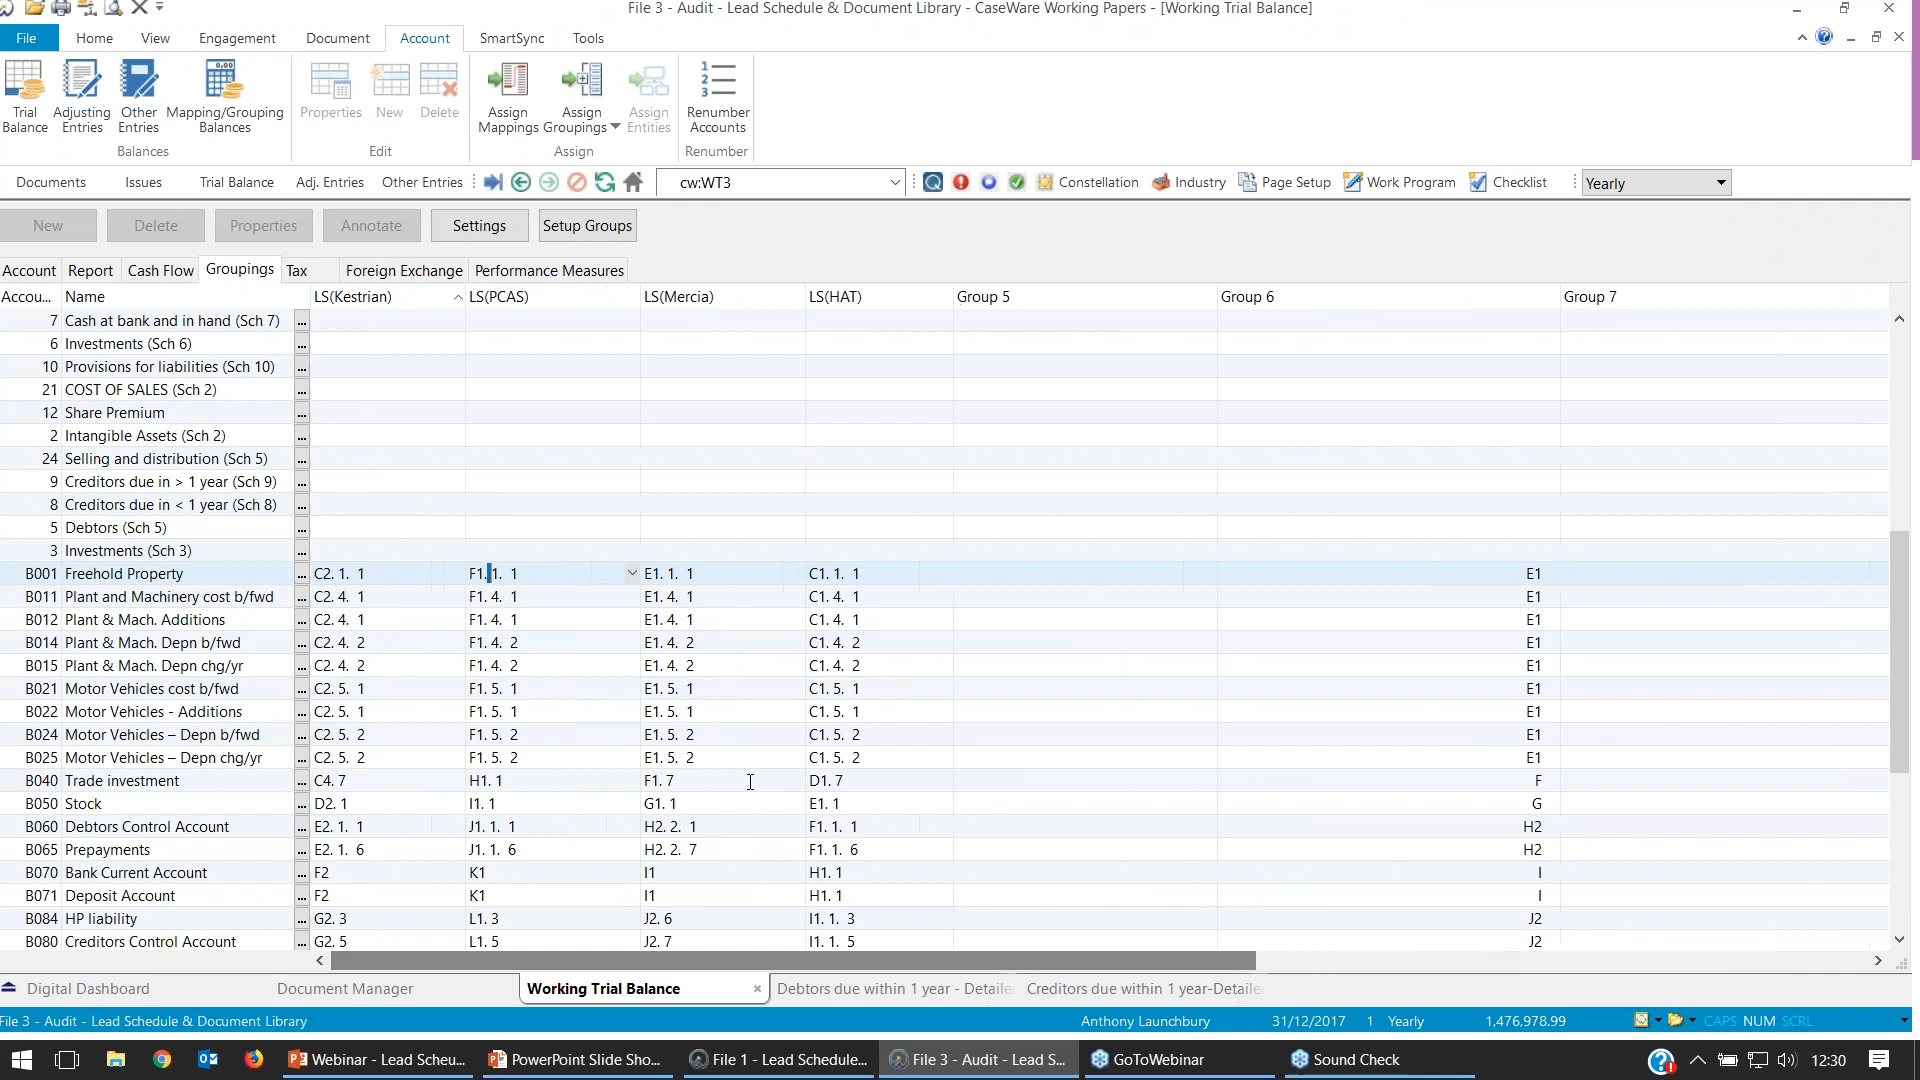 File 3 - Audit - Lead Schedule & Document Library - CaseWare Working Papers - [Working Trial Balance]
File Home View Engagement Document Account SmartSync Tools
Trial Balance Adjusting Entries Other Entries Mapping/Grouping Balances Properties New Delete Assign Mappings Assign Groupings Assign Entities Renumber Accounts
Balances Edit Assign Renumber
Documents Issues Trial Balance Adj. Entries Other Entries cw:WT3 Constellation Industry Page Setup Work Program Checklist Yearly
New Delete Properties Annotate Settings Setup Groups
Account Report Cash Flow Groupings Tax Foreign Exchange Performance Measures
Accou... Name LS(Kestrian) LS(PCAS) LS(Mercia) LS(HAT) Group 5 Group 6 Group 7
7 Cash at bank and in hand (Sch 7) ...
6 Investments (Sch 6) ...
10 Provisions for liabilities (Sch 10) ...
21 COST OF SALES (Sch 2) ...
12 Share Premium ...
2 Intangible Assets (Sch 2) ...
24 Selling and distribution (Sch 5) ...
9 Creditors due in > 1 year (Sch 9) ...
8 Creditors due in < 1 year (Sch 8) ...
5 Debtors (Sch 5) ...
3 Investments (Sch 3) ...
B001 Freehold Property ... C2. 1. 1 F1. 1. 1 E1. 1. 1 C1. 1. 1 E1
B011 Plant and Machinery cost b/fwd ... C2. 4. 1 F1. 4. 1 E1. 4. 1 C1. 4. 1 E1
B012 Plant & Mach. Additions ... C2. 4. 1 F1. 4. 1 E1. 4. 1 C1. 4. 1 E1
B014 Plant & Mach. Depn b/fwd ... C2. 4. 2 F1. 4. 2 E1. 4. 2 C1. 4. 2 E1
B015 Plant & Mach. Depn chg/yr ... C2. 4. 2 F1. 4. 2 E1. 4. 2 C1. 4. 2 E1
B021 Motor Vehicles cost b/fwd ... C2. 5. 1 F1. 5. 1 E1. 5. 1 C1. 5. 1 E1
B022 Motor Vehicles - Additions ... C2. 5. 1 F1. 5. 1 E1. 5. 1 C1. 5. 1 E1
B024 Motor Vehicles – Depn b/fwd ... C2. 5. 2 F1. 5. 2 E1. 5. 2 C1. 5. 2 E1
B025 Motor Vehicles – Depn chg/yr ... C2. 5. 2 F1. 5. 2 E1. 5. 2 C1. 5. 2 E1
B040 Trade investment ... C4. 7 H1. 1 F1. 7 D1. 7 F
B050 Stock ... D2. 1 I1. 1 G1. 1 E1. 1 G
B060 Debtors Control Account ... E2. 1. 1 J1. 1. 1 H2. 2. 1 F1. 1. 1 H2
B065 Prepayments ... E2. 1. 6 J1. 1. 6 H2. 2. 7 F1. 1. 6 H2
B070 Bank Current Account ... F2 K1 I1 H1. 1 I
B071 Deposit Account ... F2 K1 I1 H1. 1 I
B084 HP liability ... G2. 3 L1. 3 J2. 6 I1. 1. 3 J2
B080 Creditors Control Account ... G2. 5 L1. 5 J2. 7 I1. 1. 5 J2
Digital Dashboard Document Manager Working Trial Balance × Debtors due within 1 year - Detaile Creditors due within 1 year-Detaile
File 3 - Audit - Lead Schedule & Document Library Anthony Launchbury 31/12/2017 1 Yearly 1,476,978.99 CAPS NUM SCRL
Webinar - Lead Scheu... PowerPoint Slide Sho... File 1 - Lead Schedule... File 3 - Audit - Lead S... GoToWebinar Sound Check 12:30